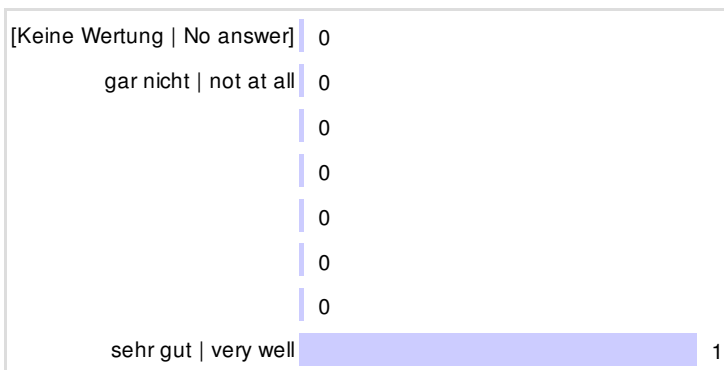 [Keine Wertung | No answer] 0
gar nicht | not at all 0
0
0
0
0
0
sehr gut | very well 1